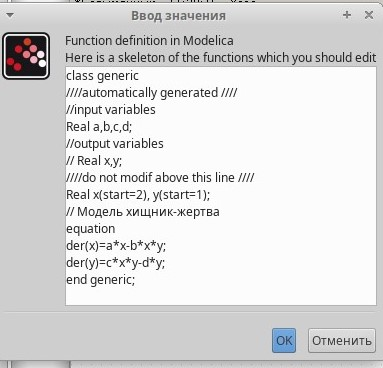 Ввод значения
Function definition in Modelica
Here is a skeleton of the functions which you should edit
class generic
////automatically generated ////
//input variables
Real a,b,c,d;
//output variables
// Real x,y;
////do not modif above this line ////
Real x(start=2), y(start=1);
// Модель хищник-жертва
equation
der(x)=a*x-b*x*y;
der(y)=c*x*y-d*y;
end generic;
OK
Отменить